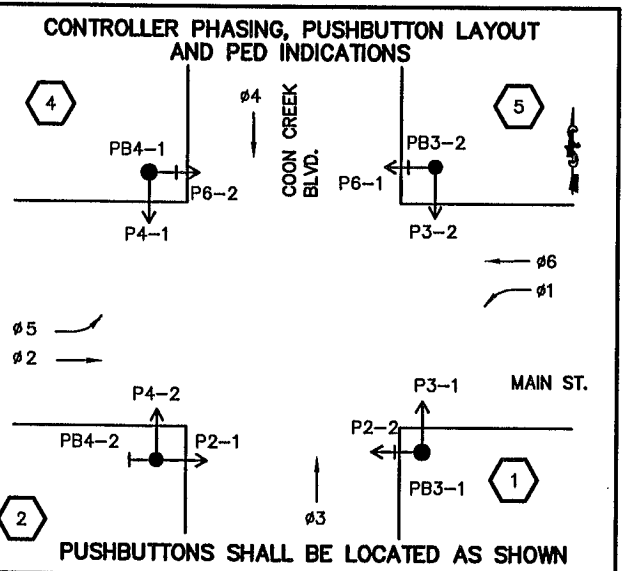 CONTROLLER PHASING, PUSHBUTTON LAYOUT
AND PED INDICATIONS
4
ø4
COON CREEK
BLVD.
5
PB4-1
PB3-2
P6-2
P6-1
P4-1
P3-2
ø6
ø1
ø5
ø2
P4-2
P3-1
MAIN ST.
PB4-2
P2-1
P2-2
PB3-1
1
2
ø3
PUSHBUTTONS SHALL BE LOCATED AS SHOWN